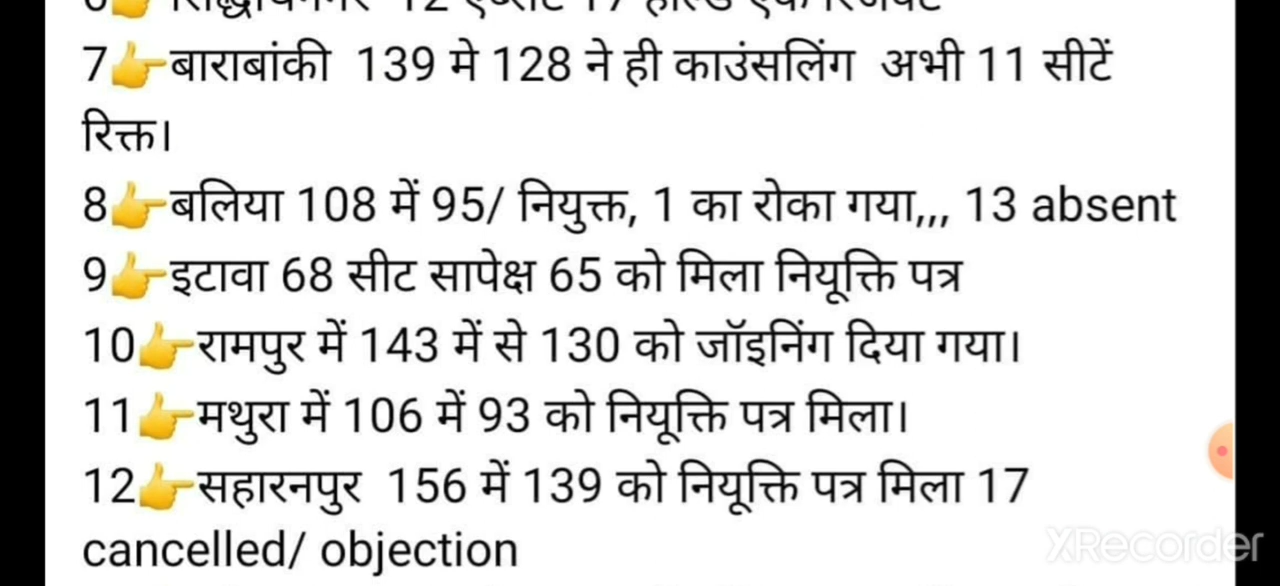 7👉बाराबांकी 139 मे 128 ने ही काउंसलिंग अभी 11 सीटें
रिक्त।
8👉बलिया 108 में 95/ नियुक्त, 1 का रोका गया,,, 13 absent
9👉इटावा 68 सीट सापेक्ष 65 को मिला नियूक्ति पत्र
10👉रामपुर में 143 में से 130 को जॉइनिंग दिया गया।
11👉मथुरा में 106 में 93 को नियूक्ति पत्र मिला।
12👉सहारनपुर 156 में 139 को नियूक्ति पत्र मिला 17
cancelled/ objection
XRecorder